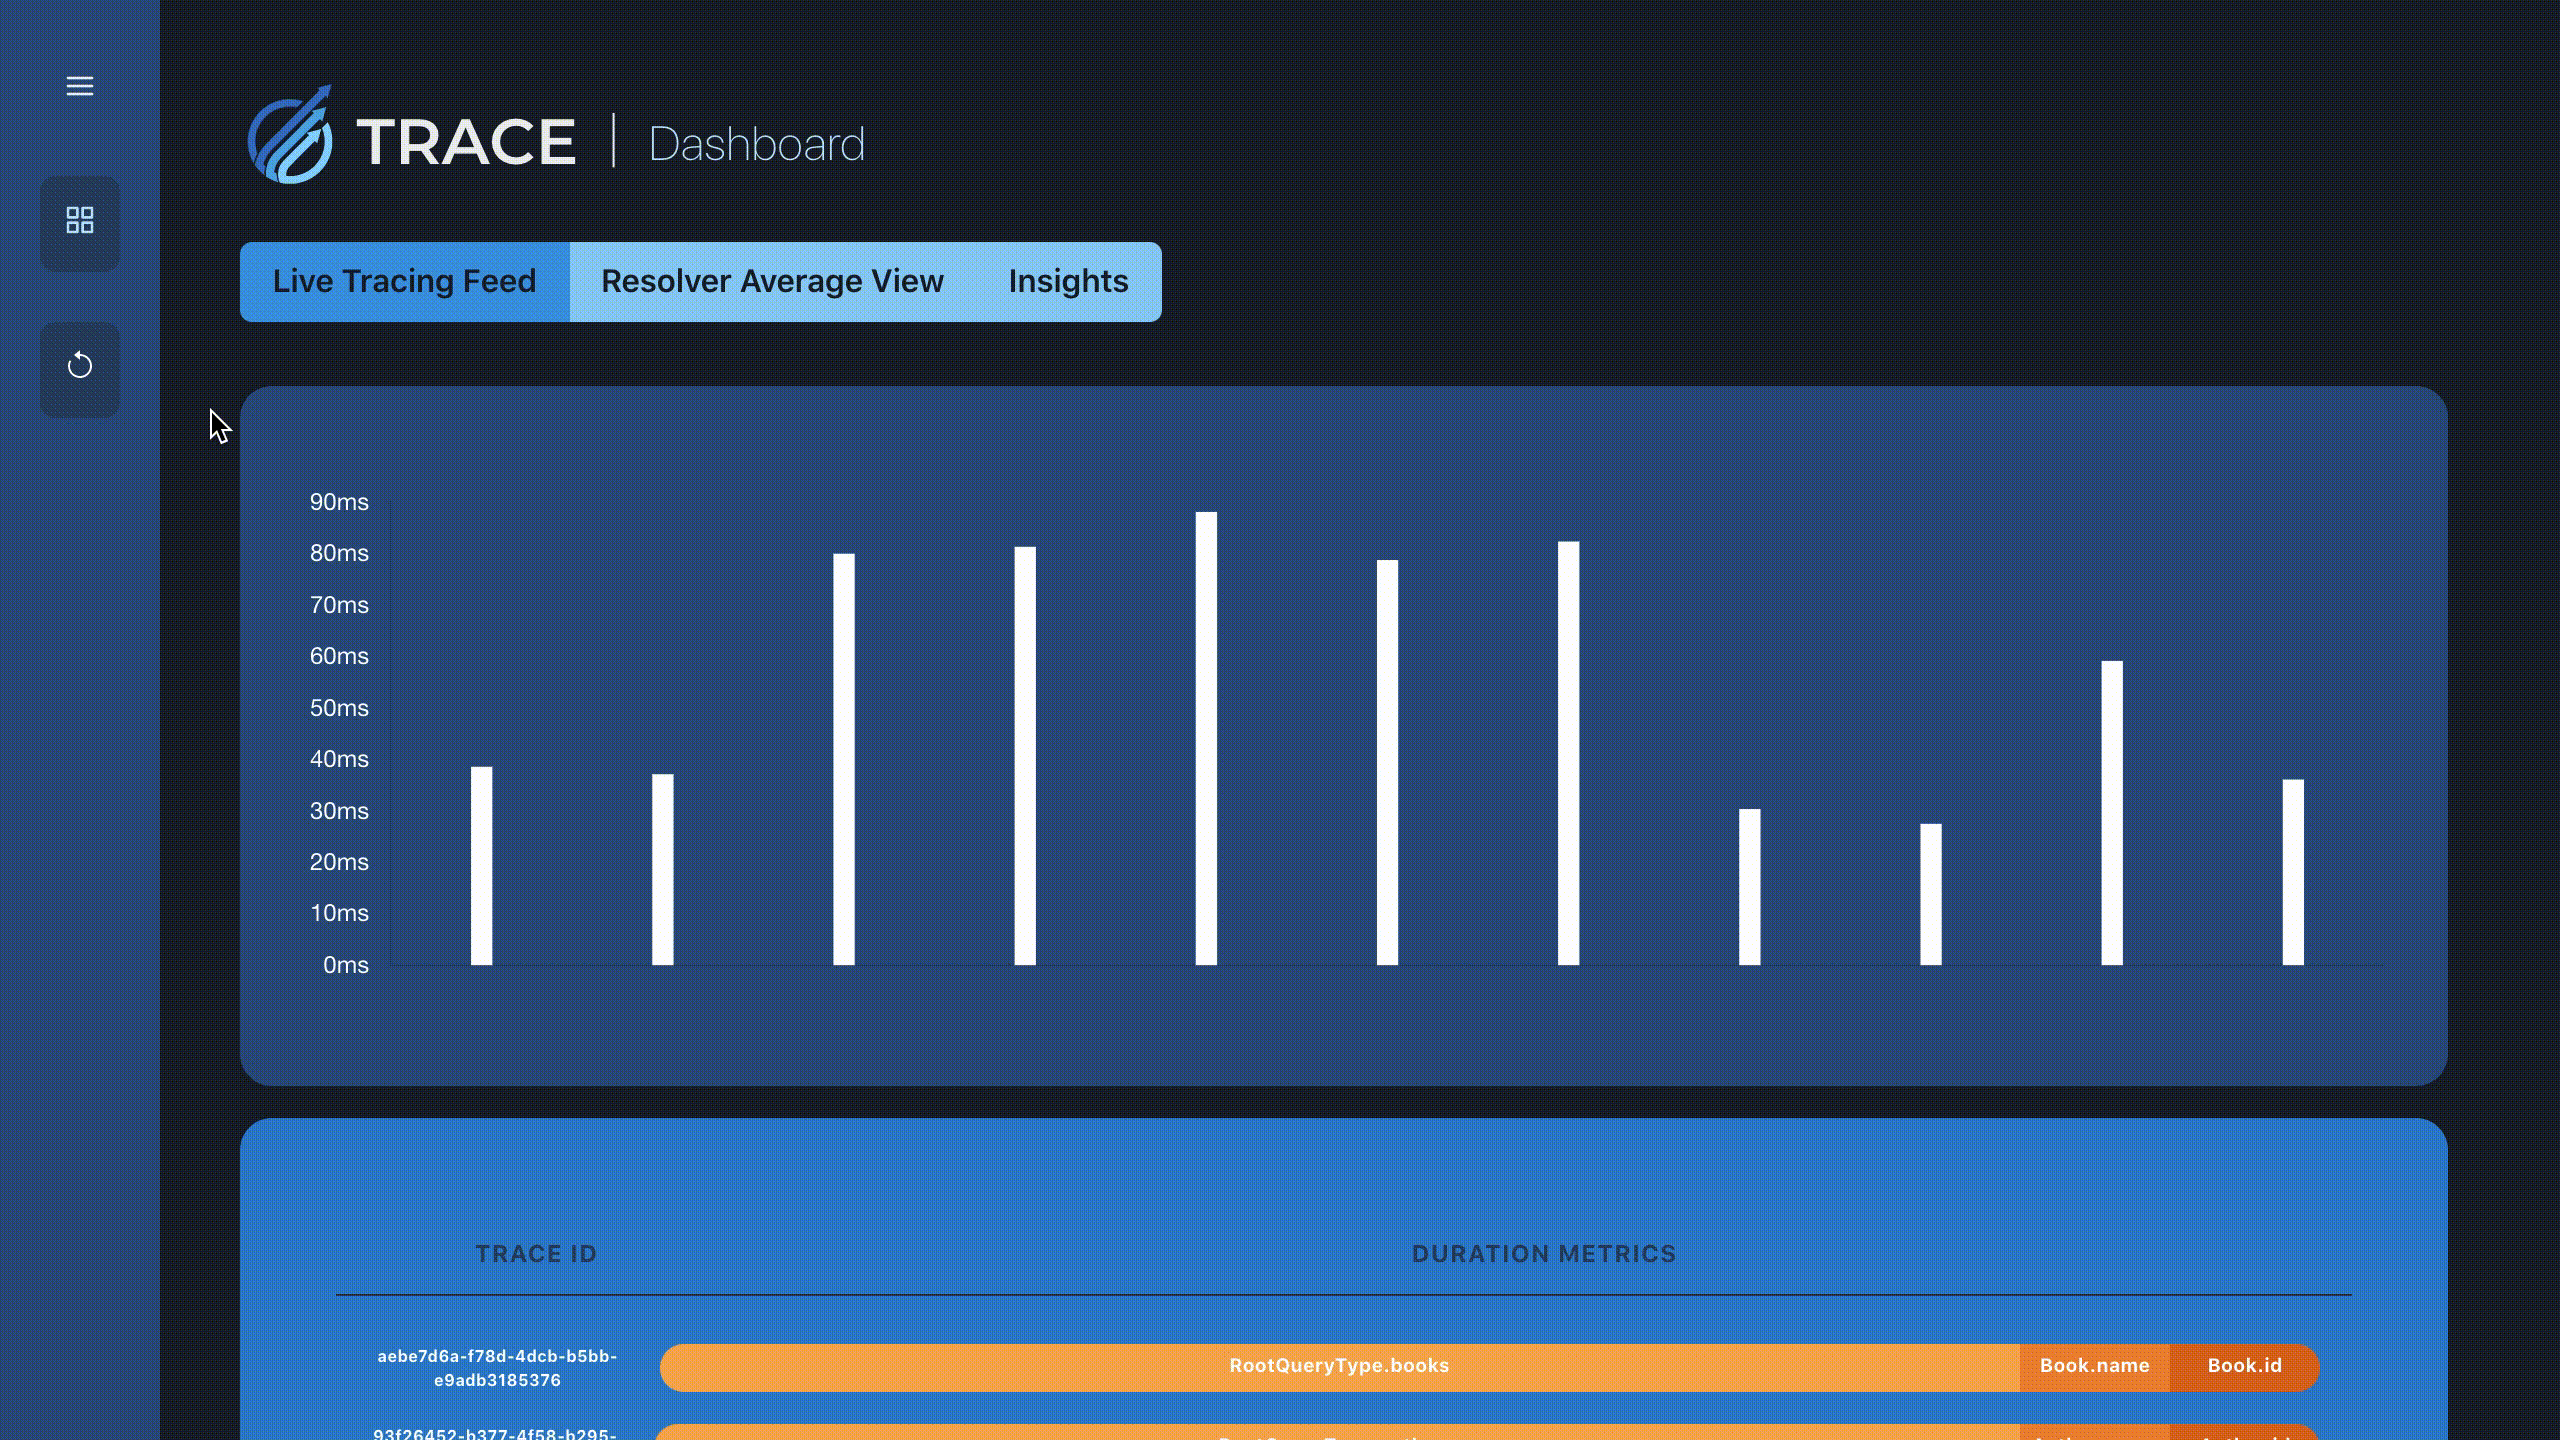 TRACE | Dashboard
Live Tracing Feed Resolver Average View Insights
90ms
80ms
70ms
60ms
50ms
40ms
30ms
20ms
10ms
0ms
TRACE ID DURATION METRICS
aebe7d6a-f78d-4dcb-b5bb-
e9adb3185376
RootQueryType.books Book.name Book.id
93f26452-b377-4f58-b295-